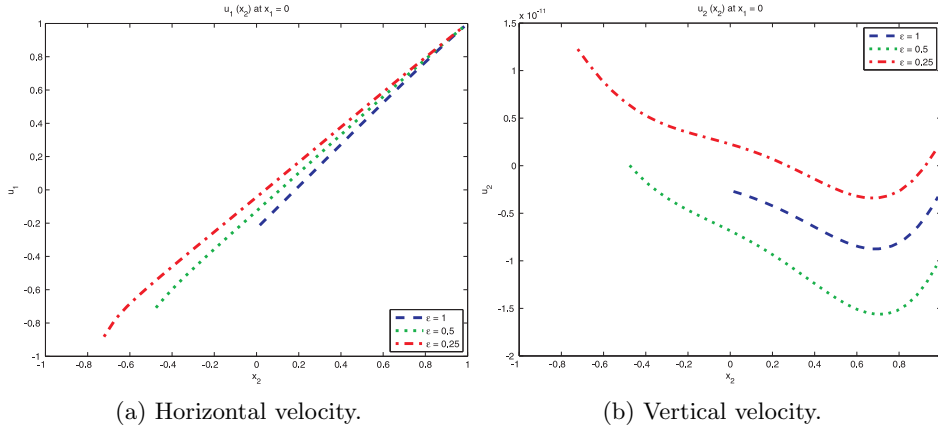 u₁ (x₂) at x₁ = 0
1
0.8
0.6
0.4
0,2
0
-0.2
-0.4
-0.6
-0.8
-1
u₁
-1 -0.8 -0.6 -0.4 -0.2 0 0.2 0.4 0.6 0.8 1
x₂
ε = 1
ε = 0,5
ε = 0,25
(a) Horizontal velocity.
x 10⁻¹¹
u₂ (x₂) at x₁ = 0
1.5
1
0.5
0
-0.5
-1
-1.5
-2
u₂
-1 -0.8 -0.6 -0.4 -0.2 0 0.2 0.4 0.6 0.8 1
x₂
ε = 1
ε = 0,5
ε = 0,25
(b) Vertical velocity.